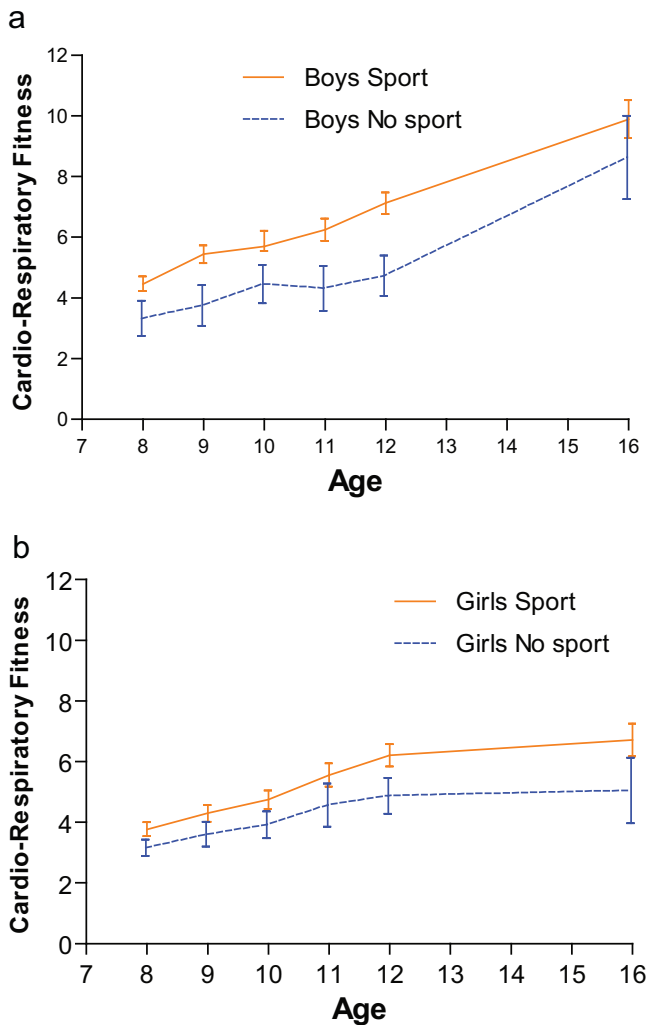 a
12
10
8
6
4
2
0
Cardio-Respiratory Fitness
Boys Sport
Boys No sport
7 8 9 10 11 12 13 14 15 16
Age
b
12
10
8
6
4
2
0
Cardio-Respiratory Fitness
Girls Sport
Girls No sport
7 8 9 10 11 12 13 14 15 16
Age